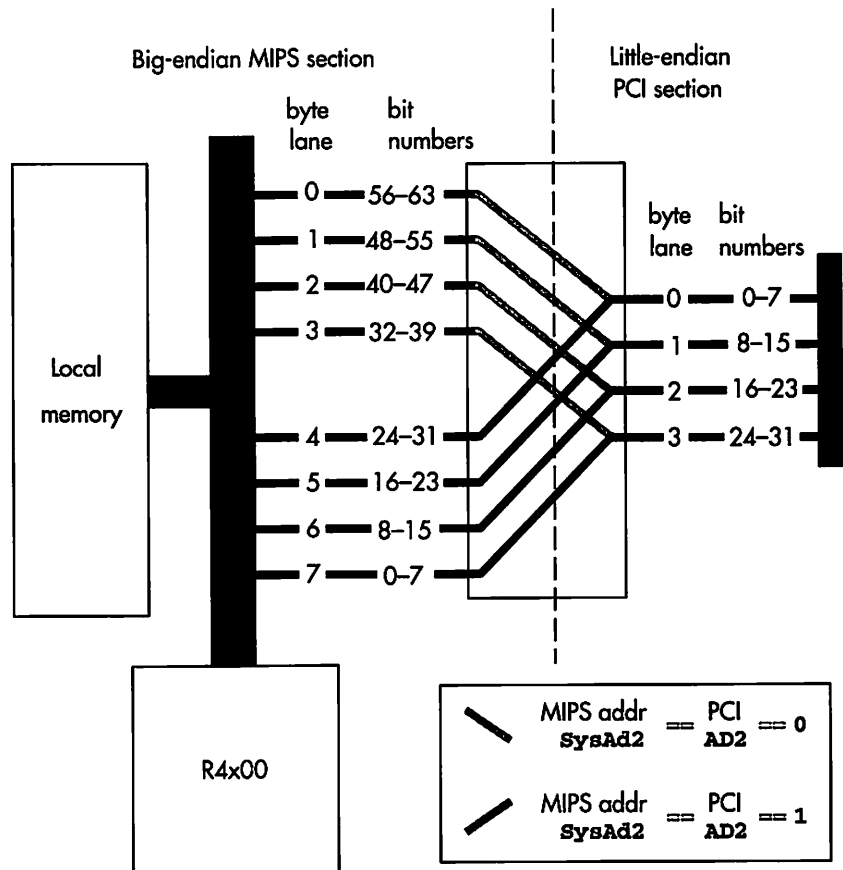 Big-endian MIPS section
Little-endian
PCI section
byte lane bit numbers
0 56–63
1 48–55
2 40–47
3 32–39
4 24–31
5 16–23
6 8–15
7 0–7
byte lane bit numbers
0 0–7
1 8–15
2 16–23
3 24–31
Local
memory
R4x00
MIPS addr SysAd2 == PCI AD2 == 0
MIPS addr SysAd2 == PCI AD2 == 1